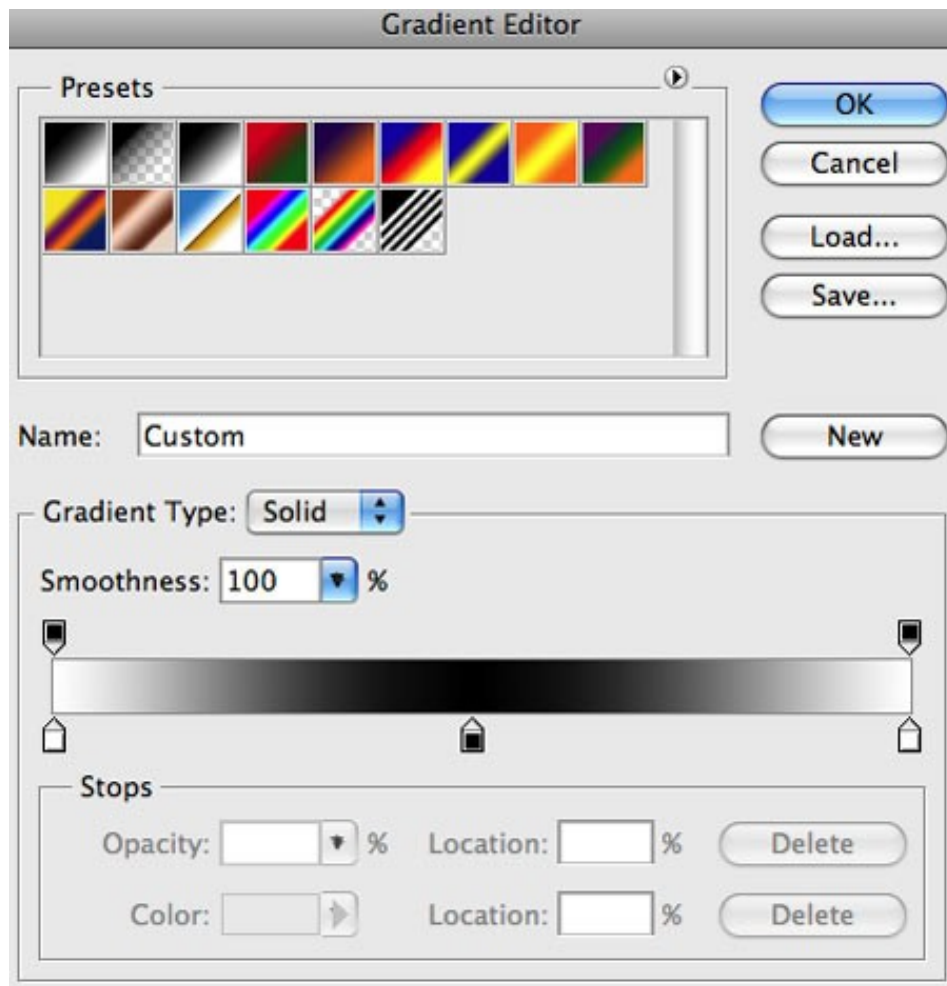 Gradient Editor
Presets
OK
Cancel
Load...
Save...
Name: Custom New
Gradient Type: Solid
Smoothness: 100 %
Stops
Opacity: % Location: % Delete
Color: Location: % Delete